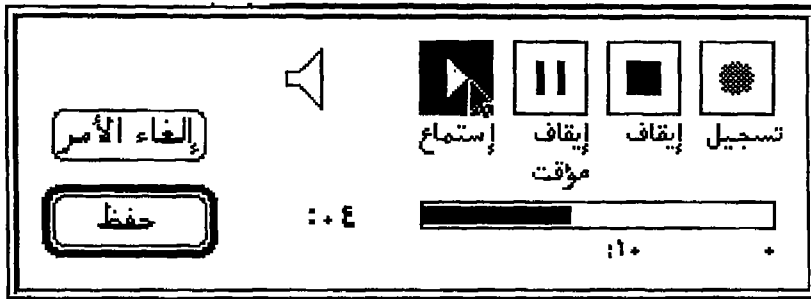 تسجيل
إيقاف
إيقاف
مؤقت
إستماع
إلغاء الأمر
:٠٤
حفظ
٠
:١٠